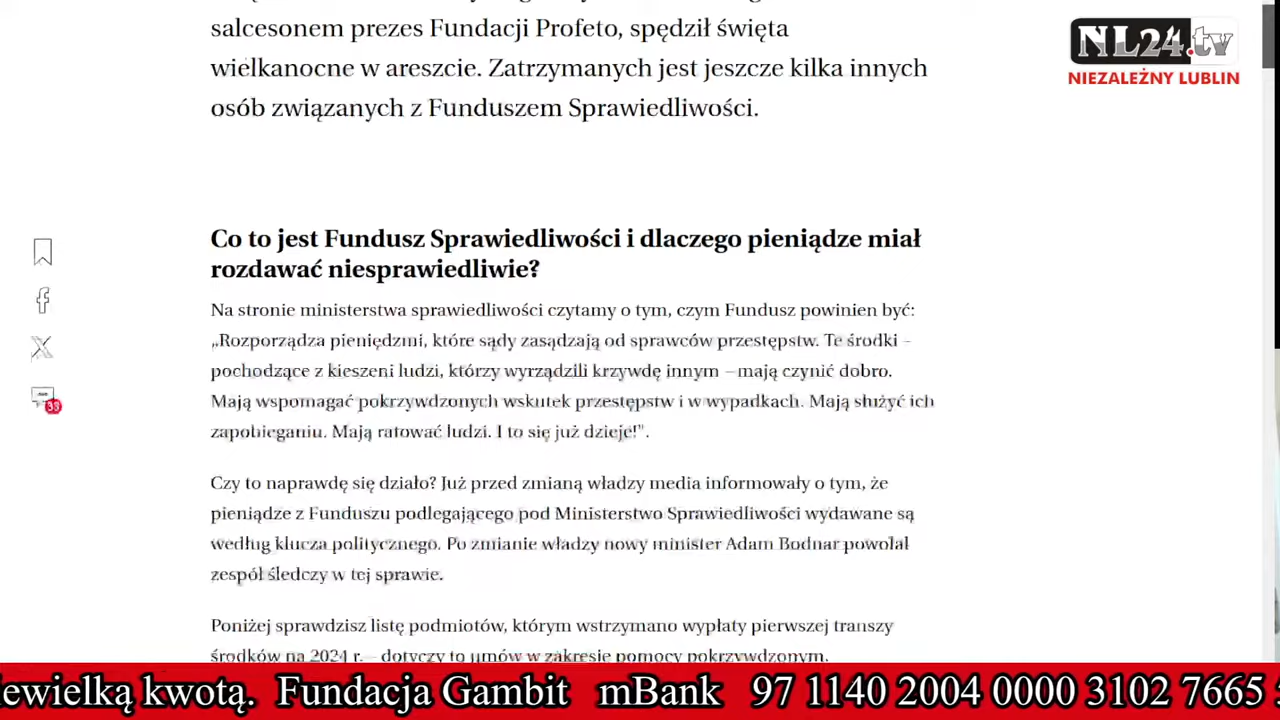 salcesonem prezes Fundacji Profeto, spędził święta
wielkanocne w areszcie. Zatrzymanych jest jeszcze kilka innych
osób związanych z Funduszem Sprawiedliwości.
NL24.tv
NIEZALEŻNY LUBLIN
Co to jest Fundusz Sprawiedliwości i dlaczego pieniądze miał
rozdawać niesprawiedliwie?
Na stronie ministerstwa sprawiedliwości czytamy o tym, czym Fundusz powinien być:
„Rozporządza pieniędzmi, które sądy zasądzają od sprawców przestępstw. Te środki –
pochodzące z kieszeni ludzi, którzy wyrządzili krzywdę innym – mają czynić dobro.
Mają wspomagać pokrzywdzonych wskutek przestępstw i w wypadkach. Mają służyć ich
zapobieganiu. Mają ratować ludzi. I to się już dzieje!".
Czy to naprawdę się działo? Już przed zmianą władzy media informowały o tym, że
pieniądze z Funduszu podlegającego pod Ministerstwo Sprawiedliwości wydawane są
według klucza politycznego. Po zmianie władzy nowy minister Adam Bodnar powołał
zespół śledczy w tej sprawie.
Poniżej sprawdzisz listę podmiotów, którym wstrzymano wypłaty pierwszej transzy
środków na 2024 r. – dotyczy to umów w zakresie pomocy pokrzywdzonym.
iewielką kwotą. Fundacja Gambit mBank 97 1140 2004 0000 3102 7665